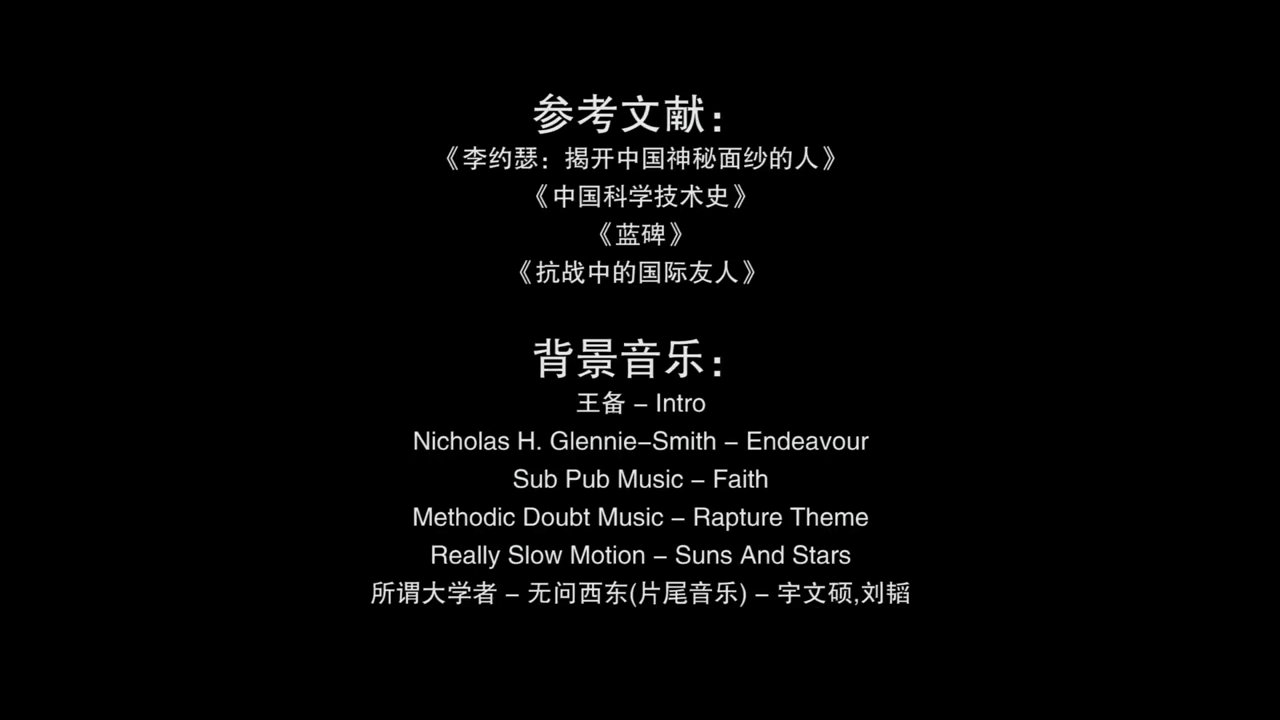 参考文献：
《李约瑟：揭开中国神秘面纱的人》
《中国科学技术史》
《蓝碑》
《抗战中的国际友人》
背景音乐：
王备 – Intro
Nicholas H. Glennie–Smith – Endeavour
Sub Pub Music – Faith
Methodic Doubt Music – Rapture Theme
Really Slow Motion – Suns And Stars
所谓大学者 – 无问西东(片尾音乐) – 宇文硕,刘韬